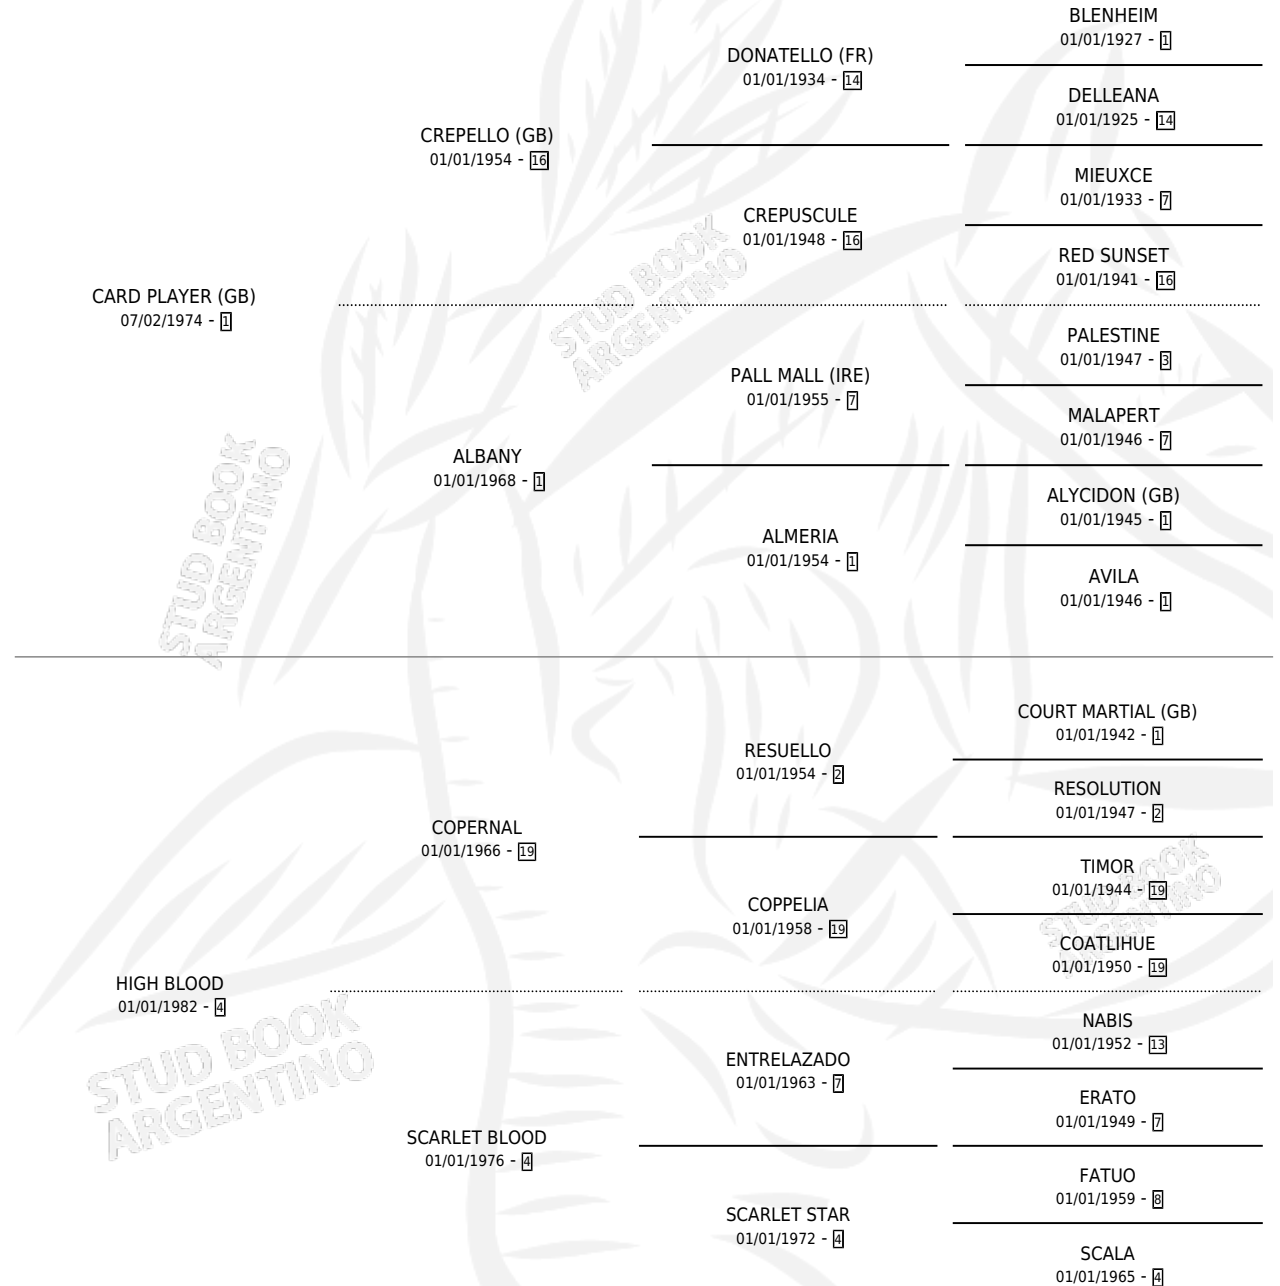 BLENHEIM
01/01/1927 - 1
DONATELLO (FR)
01/01/1934 - 14
DELLEANA
01/01/1925 - 14
CREPELLO (GB)
01/01/1954 - 16
MIEUXCE
01/01/1933 - 7
CREPUSCULE
01/01/1948 - 16
RED SUNSET
01/01/1941 - 16
CARD PLAYER (GB)
07/02/1974 - 1
PALESTINE
01/01/1947 - 3
PALL MALL (IRE)
01/01/1955 - 7
MALAPERT
01/01/1946 - 7
ALBANY
01/01/1968 - 1
ALYCIDON (GB)
01/01/1945 - 1
ALMERIA
01/01/1954 - 1
AVILA
01/01/1946 - 1
COURT MARTIAL (GB)
01/01/1942 - 1
RESUELLO
01/01/1954 - 2
RESOLUTION
01/01/1947 - 2
COPERNAL
01/01/1966 - 19
TIMOR
01/01/1944 - 19
COPPELIA
01/01/1958 - 19
COATLIHUE
01/01/1950 - 19
HIGH BLOOD
01/01/1982 - 4
NABIS
01/01/1952 - 13
ENTRELAZADO
01/01/1963 - 7
ERATO
01/01/1949 - 7
SCARLET BLOOD
01/01/1976 - 4
FATUO
01/01/1959 - 8
SCARLET STAR
01/01/1972 - 4
SCALA
01/01/1965 - 4
STUD BOOK
ARGENTINO
STUD BOOK
ARGENTINO
STUD BOOK
ARGENTINO
STUD BOOK
ARGENTINO